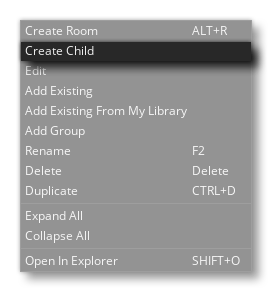 Create Room ALT+R
Create Child
Edit
Add Existing
Add Existing From My Library
Add Group
Rename F2
Delete Delete
Duplicate CTRL+D
Expand All
Collapse All
Open In Explorer SHIFT+O